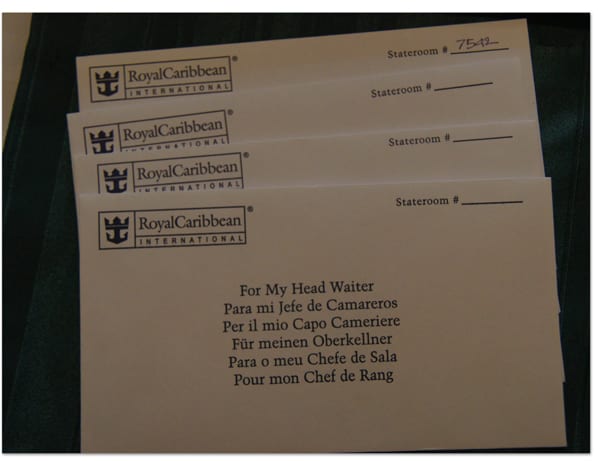 RoyalCaribbean®
INTERNATIONAL
Stateroom # 7592
RoyalCaribbean®
INTERNATIONAL
Stateroom #
RoyalCaribbean®
INTERNATIONAL
Stateroom #
RoyalCaribbean®
INTERNATIONAL
Stateroom #
For My Head Waiter
Para mi Jefe de Camareros
Per il mio Capo Cameriere
Für meinen Oberkellner
Para o meu Chefe de Sala
Pour mon Chef de Rang